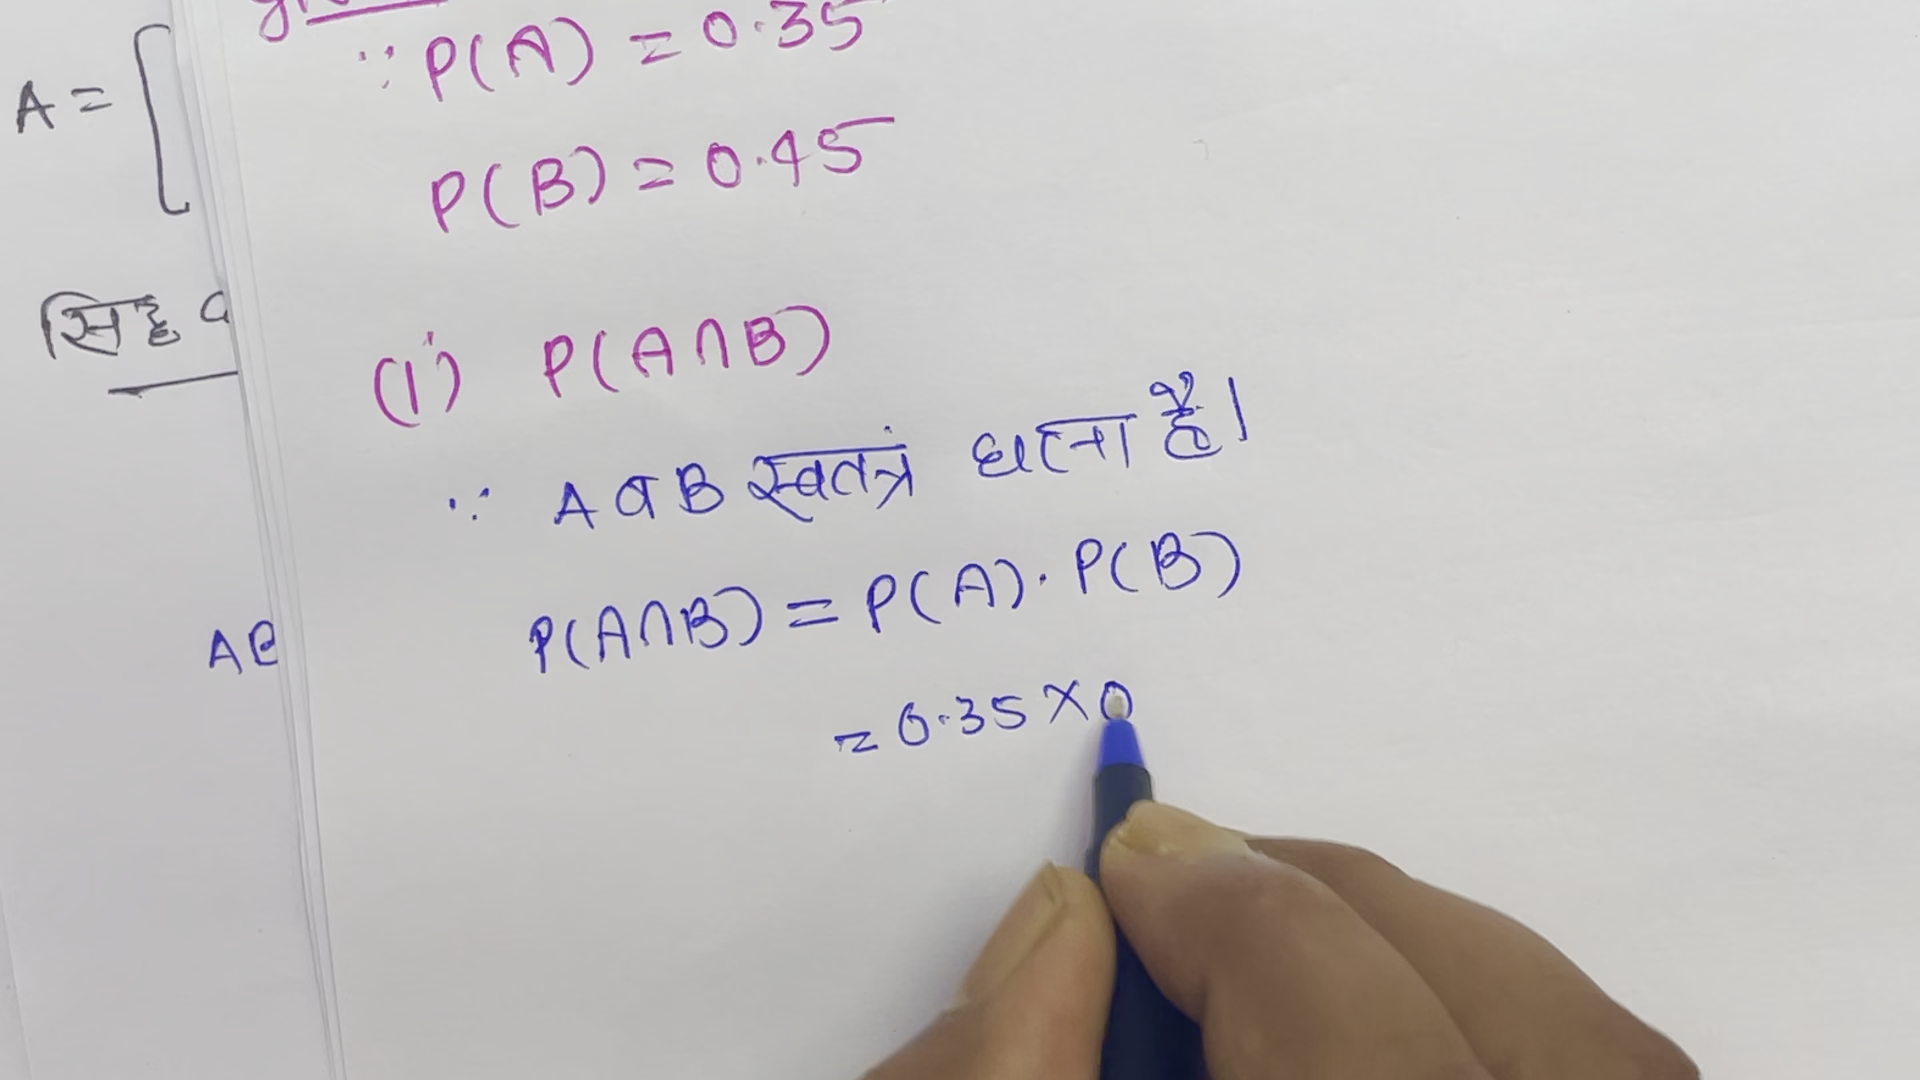 ∵ P(A) = 0.35
P(B) = 0.45
(i) P(A∩B)
∵ A व B स्वतंत्र घटना है।
P(A∩B) = P(A) · P(B)
= 0.35 × 0
A =
सिद्ध
AB